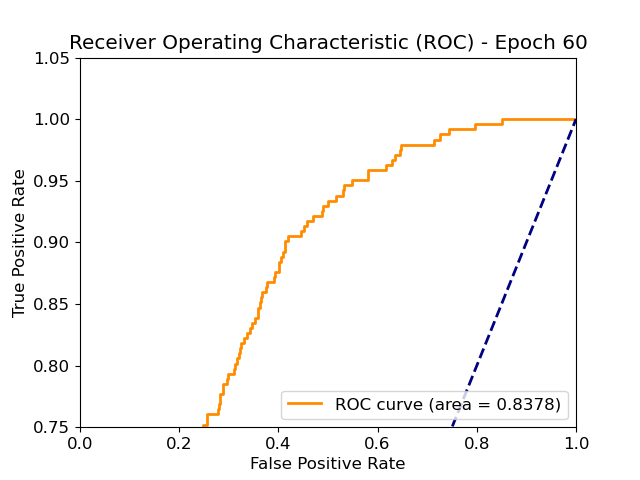 Receiver Operating Characteristic (ROC) - Epoch 60
True Positive Rate
1.05
1.00
0.95
0.90
0.85
0.80
0.75
0.0 0.2 0.4 0.6 0.8 1.0
False Positive Rate
ROC curve (area = 0.8378)